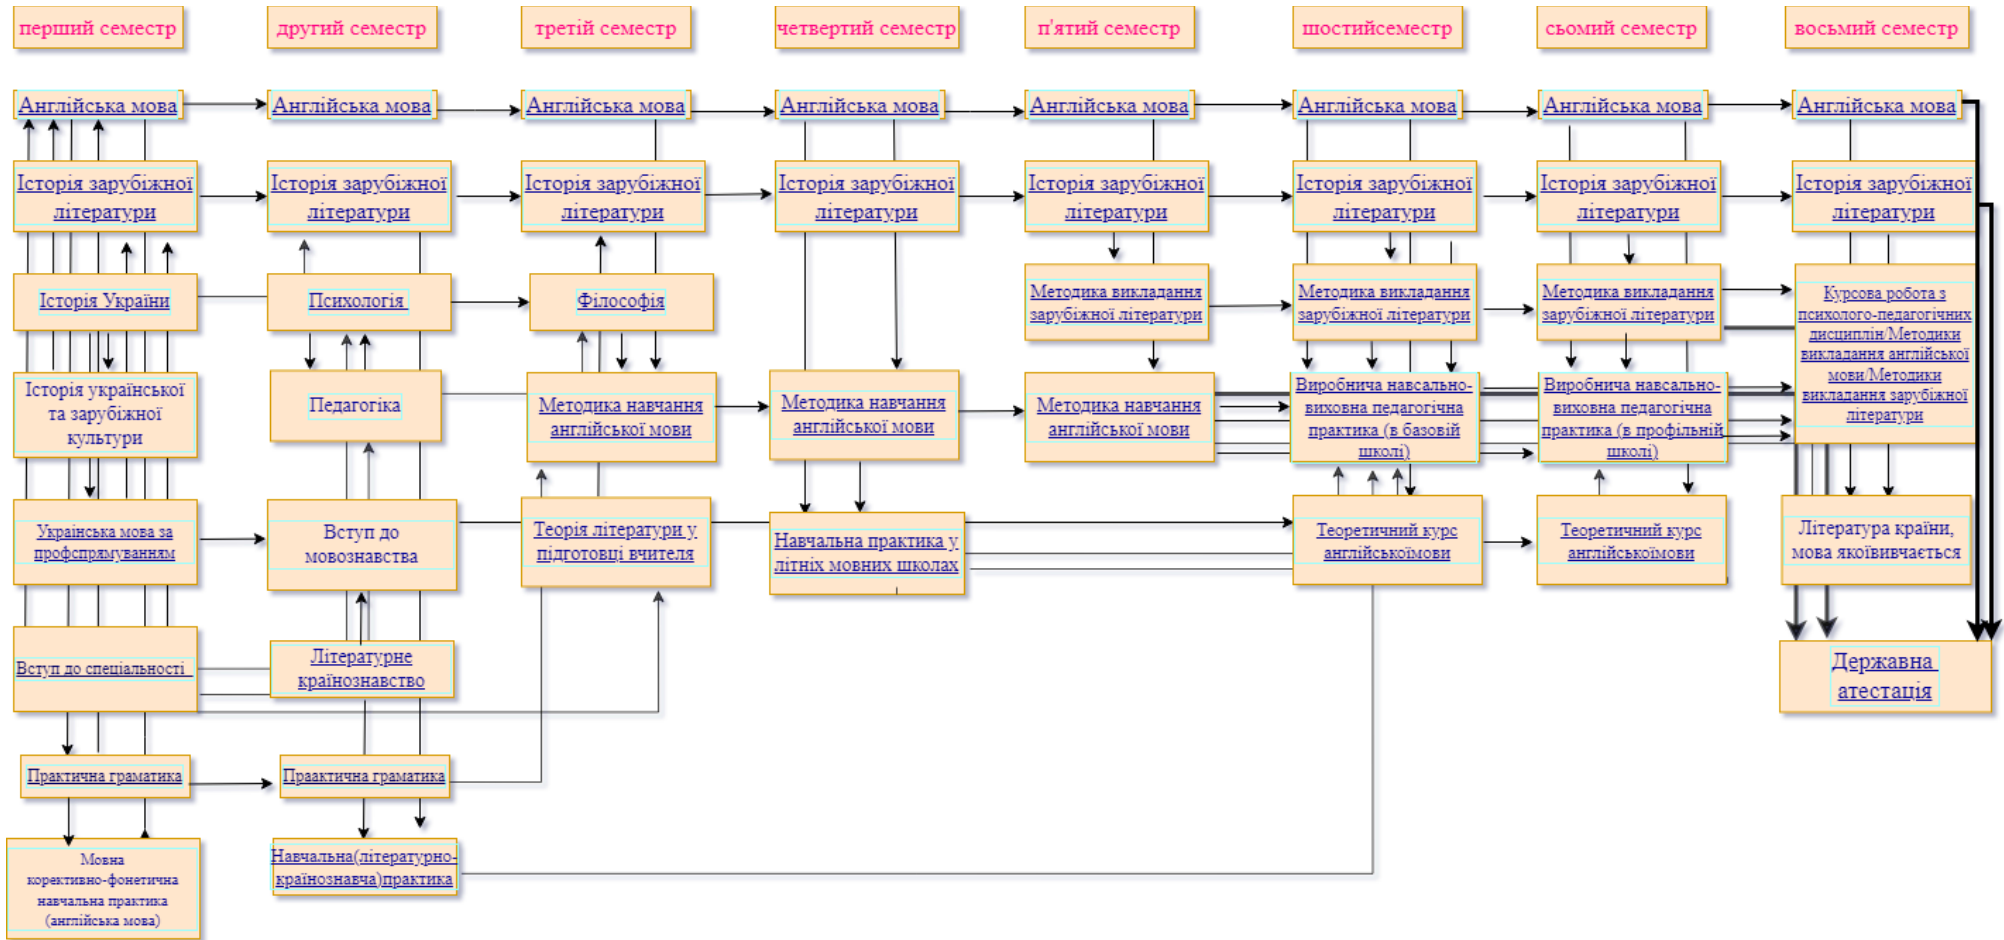 перший семестр
другий семестр
третій семестр
четвертий семестр
п'ятий семестр
шостийсеместр
сьомий семестр
восьмий семестр
Англійська мова
Англійська мова
Англійська мова
Англійська мова
Англійська мова
Англійська мова
Англійська мова
Англійська мова
Історія зарубіжної
літератури
Історія зарубіжної
літератури
Історія зарубіжної
літератури
Історія зарубіжної
літератури
Історія зарубіжної
літератури
Історія зарубіжної
літератури
Історія зарубіжної
літератури
Історія зарубіжної
літератури
Історія України
Психологія
Філософія
Методика викладання
зарубіжної літератури
Методика викладання
зарубіжної літератури
Методика викладання
зарубіжної літератури
Курсова робота з
психолого-педагогічних
дисциплін/Методики
викладання англійської
мови/Методики
викладання зарубіжної
літератури
Історія української
та зарубіжної
культури
Педагогіка
Методика навчання
англійської мови
Методика навчання
англійської мови
Методика навчання
англійської мови
Виробнича навсально-
виховна педагогічна
практика (в базовій
школі)
Виробнича навсально-
виховна педагогічна
практика (в профільній
школі)
Українська мова за
профспрямуванням
Вступ до
мовознавства
Теорія літератури у
підготовці вчителя
Навчальна практика у
літніх мовних школах
Теоретичний курс
англійськоїмови
Теоретичний курс
англійськоїмови
Література країни,
мова якоївивчається
Вступ до спеціальності
Літературне
країнознавство
Державна
атестація
Практична граматика
Праактична граматика
Мовна
корективно-фонетична
навчальна практика
(англійська мова)
Навчальна(літературно-
країнознавча)практика